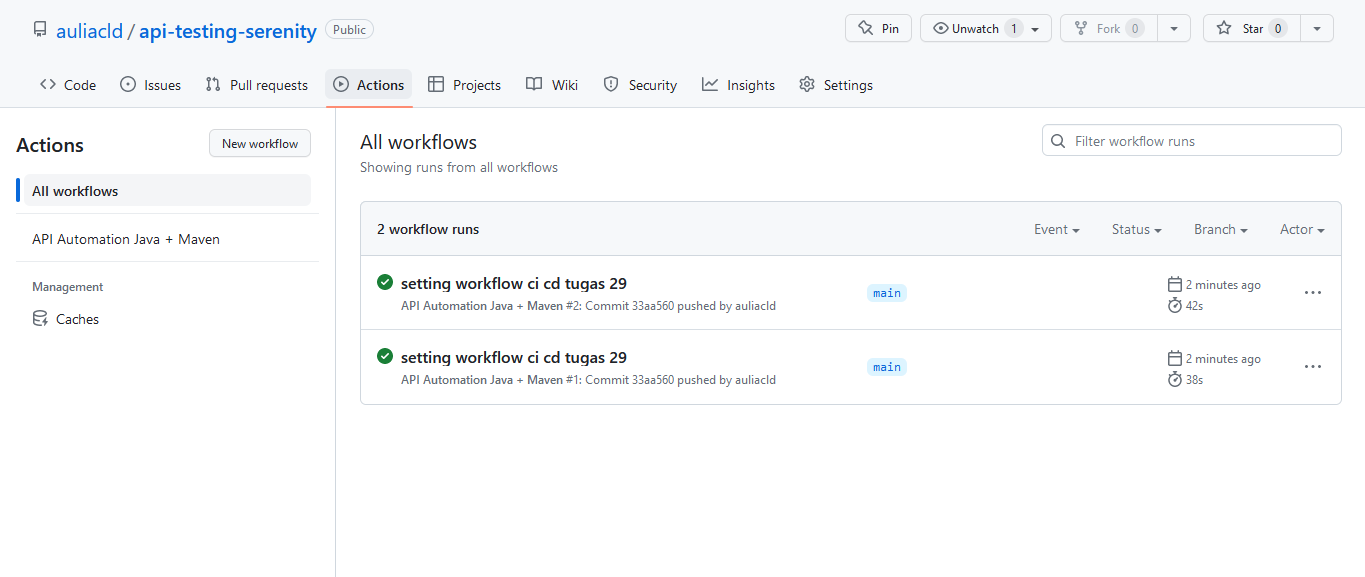 auliacld / api-testing-serenity Public Pin Unwatch 1 Fork 0 Star 0
Code Issues Pull requests Actions Projects Wiki Security Insights Settings
Actions New workflow
All workflows
API Automation Java + Maven
Management
Caches
All workflows
Showing runs from all workflows
Filter workflow runs
2 workflow runs Event Status Branch Actor
setting workflow ci cd tugas 29
API Automation Java + Maven #2: Commit 33aa560 pushed by auliacld
main
2 minutes ago
42s
setting workflow ci cd tugas 29
API Automation Java + Maven #1: Commit 33aa560 pushed by auliacld
main
2 minutes ago
38s